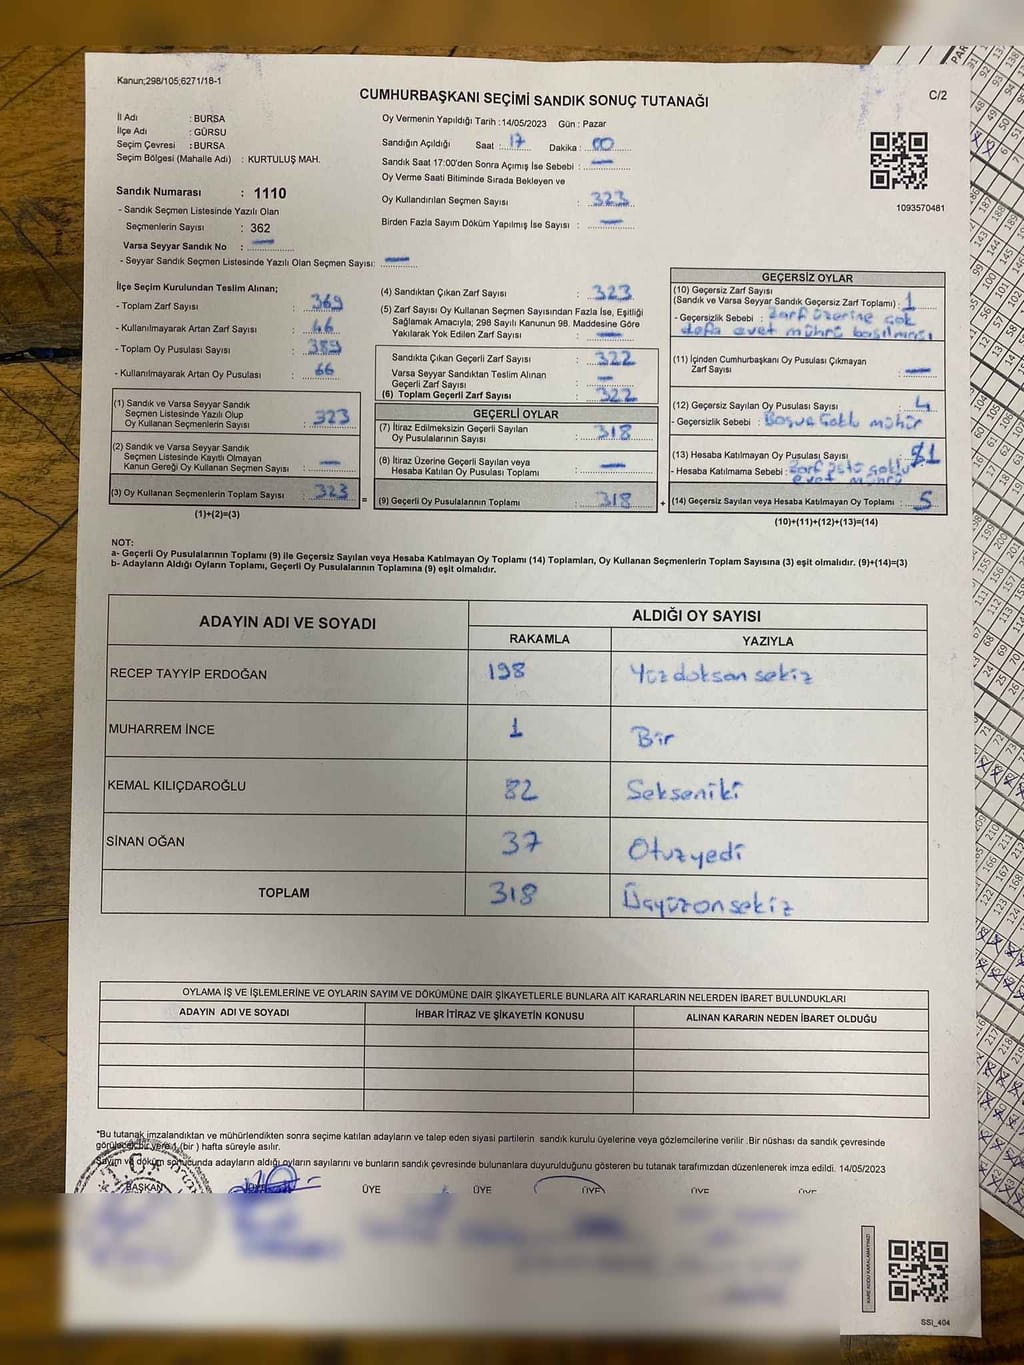 Kanun;298/105;6271/18-1
CUMHURBAŞKANI SEÇİMİ SANDIK SONUÇ TUTANAĞI
C/2
İl Adı : BURSA
İlçe Adı : GÜRSU
Seçim Çevresi : BURSA
Seçim Bölgesi (Mahalle Adı) : KURTULUŞ MAH.
Sandık Numarası : 1110
- Sandık Seçmen Listesinde Yazılı Olan
Seçmenlerin Sayısı : 362
Varsa Seyyar Sandık No : —
- Seyyar Sandık Seçmen Listesinde Yazılı Olan Seçmen Sayısı: —
Oy Vermenin Yapıldığı Tarih :14/05/2023 Gün : Pazar
Sandığın Açıldığı Saat : 17 Dakika : 00
Sandık Saat 17:00'den Sonra Açımış İse Sebebi : —
Oy Verme Saati Bitiminde Sırada Bekleyen ve
Oy Kullandırılan Seçmen Sayısı : 323
Birden Fazla Sayım Döküm Yapılmış İse Sayısı : —
1093570481
İlçe Seçim Kurulundan Teslim Alınan;
- Toplam Zarf Sayısı : 369
- Kullanılmayarak Artan Zarf Sayısı : 46
- Toplam Oy Pusulası Sayısı : 389
- Kullanılmayarak Artan Oy Pusulası : 66
(1) Sandık ve Varsa Seyyar Sandık
Seçmen Listesinde Yazılı Olup
Oy Kullanan Seçmenlerin Sayısı : 323
(2) Sandık ve Varsa Seyyar Sandık
Seçmen Listesinde Kayıtlı Olmayan
Kanun Gereği Oy Kullanan Seçmen Sayısı : —
(3) Oy Kullanan Seçmenlerin Toplam Sayısı : 323 =
(1)+(2)=(3)
(4) Sandıktan Çıkan Zarf Sayısı : 323
(5) Zarf Sayısı Oy Kullanan Seçmen Sayısından Fazla İse, Eşitliği
Sağlamak Amacıyla; 298 Sayılı Kanunun 98. Maddesine Göre
Yakılarak Yok Edilen Zarf Sayısı : —
Sandıkta Çıkan Geçerli Zarf Sayısı : 322
Varsa Seyyar Sandıktan Teslim Alınan
Geçerli Zarf Sayısı : —
(6) Toplam Geçerli Zarf Sayısı : 322
GEÇERLİ OYLAR
(7) İtiraz Edilmeksizin Geçerli Sayılan
Oy Pusulalarının Sayısı : 318
(8) İtiraz Üzerine Geçerli Sayılan veya
Hesaba Katılan Oy Pusulası Toplamı : —
(9) Geçerli Oy Pusulalarının Toplamı : 318 +
GEÇERSİZ OYLAR
(10) Geçersiz Zarf Sayısı
(Sandık ve Varsa Seyyar Sandık Geçersiz Zarf Toplamı) : 1
- Geçersizlik Sebebi : Zarf üzerine çok
defa evet mührü basılması
(11) İçinden Cumhurbaşkanı Oy Pusulası Çıkmayan
Zarf Sayısı : —
(12) Geçersiz Sayılan Oy Pusulası Sayısı : 4
- Geçersizlik Sebebi : çoklu mühür
(13) Hesaba Katılmayan Oy Pusulası Sayısı : 1
- Hesaba Katılmama Sebebi : zarf çoklu
evet mührü
(14) Geçersiz Sayılan veya Hesaba Katılmayan Oy Toplamı : 5
(10)+(11)+(12)+(13)=(14)
NOT:
a- Geçerli Oy Pusulalarının Toplamı (9) ile Geçersiz Sayılan veya Hesaba Katılmayan Oy Toplamı (14) Toplamları, Oy Kullanan Seçmenlerin Toplam Sayısına (3) eşit olmalıdır. (9)+(14)=(3)
b- Adayların Aldığı Oyların Toplamı, Geçerli Oy Pusulalarının Toplamına (9) eşit olmalıdır.
ADAYIN ADI VE SOYADI
ALDIĞI OY SAYISI
RAKAMLA YAZIYLA
RECEP TAYYİP ERDOĞAN 198 Yüzdoksan sekiz
MUHARREM İNCE 1 Bir
KEMAL KILIÇDAROĞLU 82 Sekseniki
SİNAN OĞAN 37 Otuzyedi
TOPLAM 318 Üçyüzonsekiz
OYLAMA İŞ VE İŞLEMLERİNE VE OYLARIN SAYIM VE DÖKÜMÜNE DAİR ŞİKAYETLERLE BUNLARA AİT KARARLARIN NELERDEN İBARET BULUNDUKLARI
ADAYIN ADI VE SOYADI İHBAR İTİRAZ VE ŞİKAYETİN KONUSU ALINAN KARARIN NEDEN İBARET OLDUĞU
*Bu tutanak imzalandıktan ve mühürlendikten sonra seçime katılan adayların ve talep eden siyasi partilerin sandık kurulu üyelerine veya gözlemcilerine verilir .Bir nüshası da sandık çevresinde
görülecek bir yere 1 (bir ) hafta süreyle asılır.
Sayım ve döküm sonucunda adayların aldığı oyların sayılarını ve bunların sandık çevresinde bulunanlara duyurulduğunu gösteren bu tutanak tarafımızdan düzenlenerek imza edildi. 14/05/2023
BAŞKAN ÜYE ÜYE ÜYE ÜYE ÜYE
KARE KODU KARALAMAYINIZ!
SSİ_404